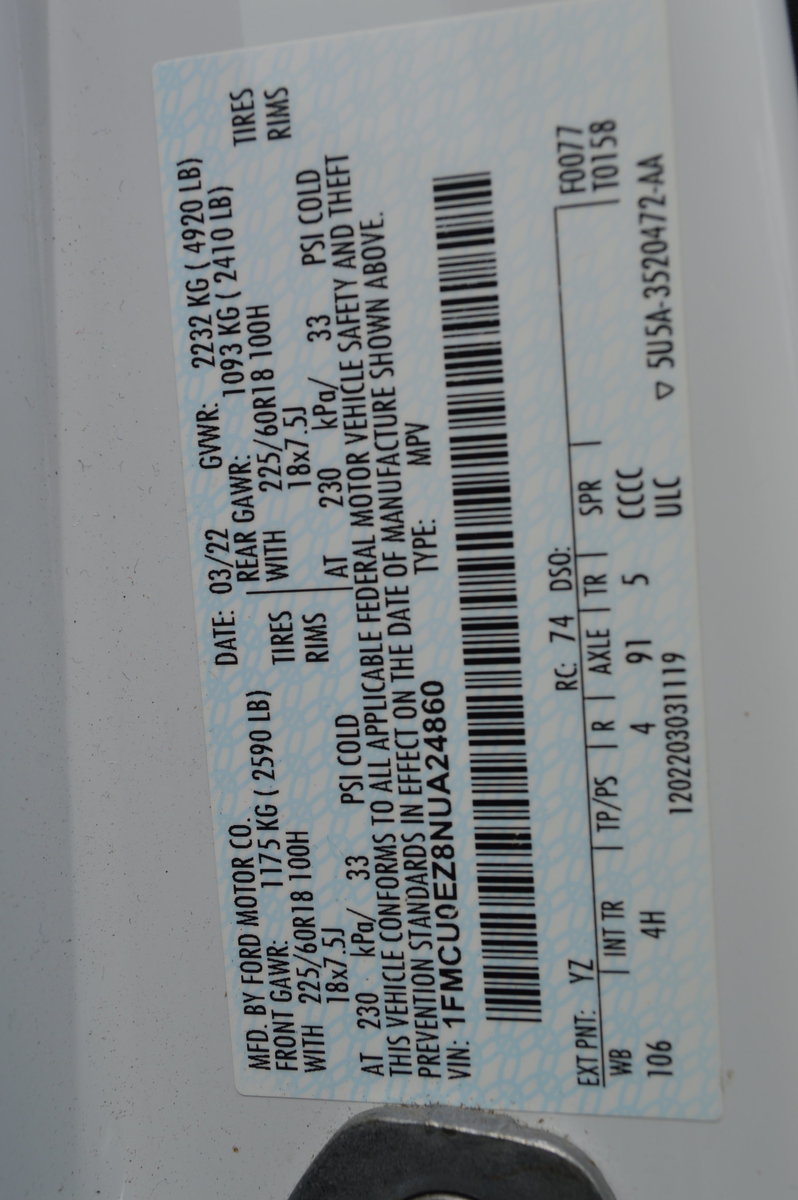 MFD. BY FORD MOTOR CO. DATE: 03/22 GVWR: 2232 KG ( 4920 LB)
FRONT GAWR: 1175 KG ( 2590 LB) REAR GAWR: 1093 KG ( 2410 LB)
WITH 225/60R18 100H TIRES WITH 225/60R18 100H TIRES
18x7.5J RIMS 18x7.5J RIMS
AT 230 kPa/ 33 PSI COLD AT 230 kPa/ 33 PSI COLD
THIS VEHICLE CONFORMS TO ALL APPLICABLE FEDERAL MOTOR VEHICLE SAFETY AND THEFT
PREVENTION STANDARDS IN EFFECT ON THE DATE OF MANUFACTURE SHOWN ABOVE.
VIN: 1FMCU0EZ8NUA24860 TYPE: MPV
EXT PNT: YZ RC: 74 DSO: F0077
WB INT TR TP/PS R AXLE TR SPR T0158
106 4H 4 91 5 CCCC
1202203031119 ULC ▽ 5U5A-3520472-AA